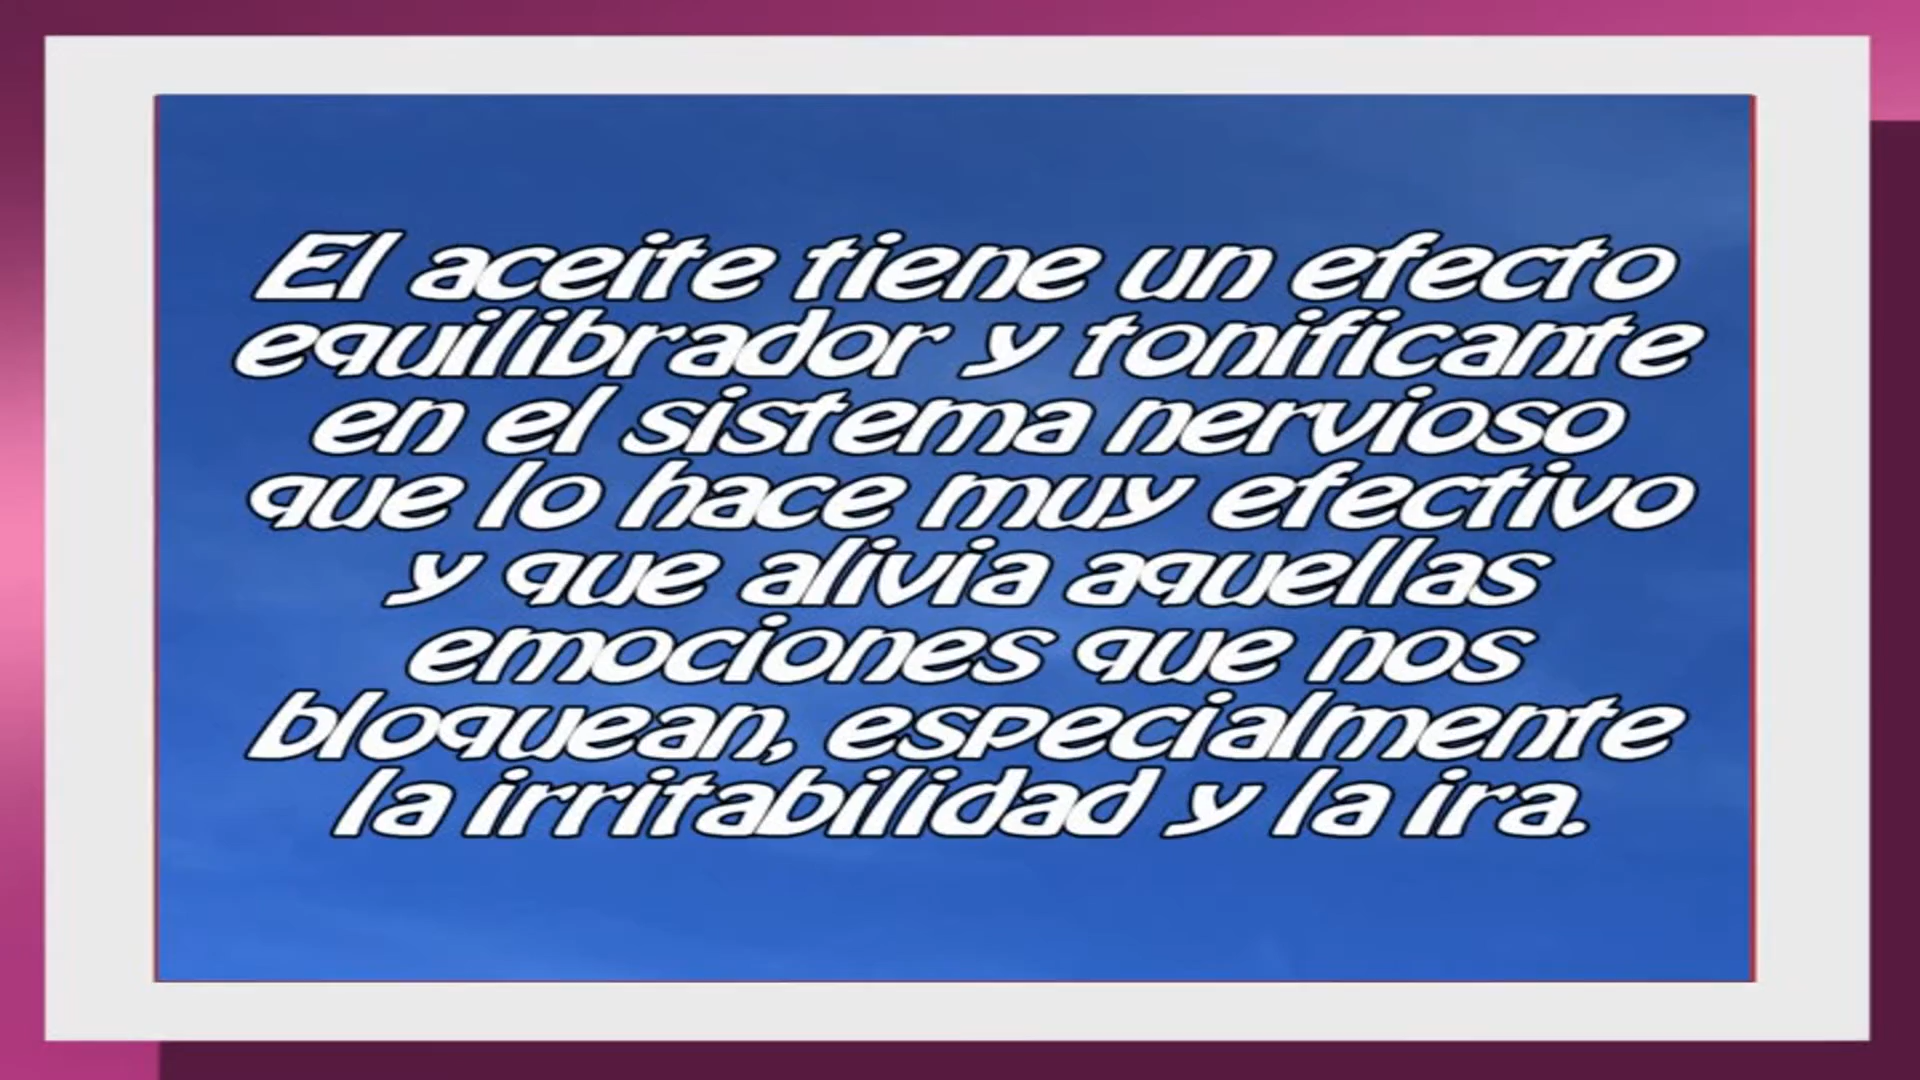 El aceite tiene un efecto
equilibrador y tonificante
en el sistema nervioso
que lo hace muy efectivo
y que alivia aquellas
emociones que nos
bloquean, especialmente
la irritabilidad y la ira.